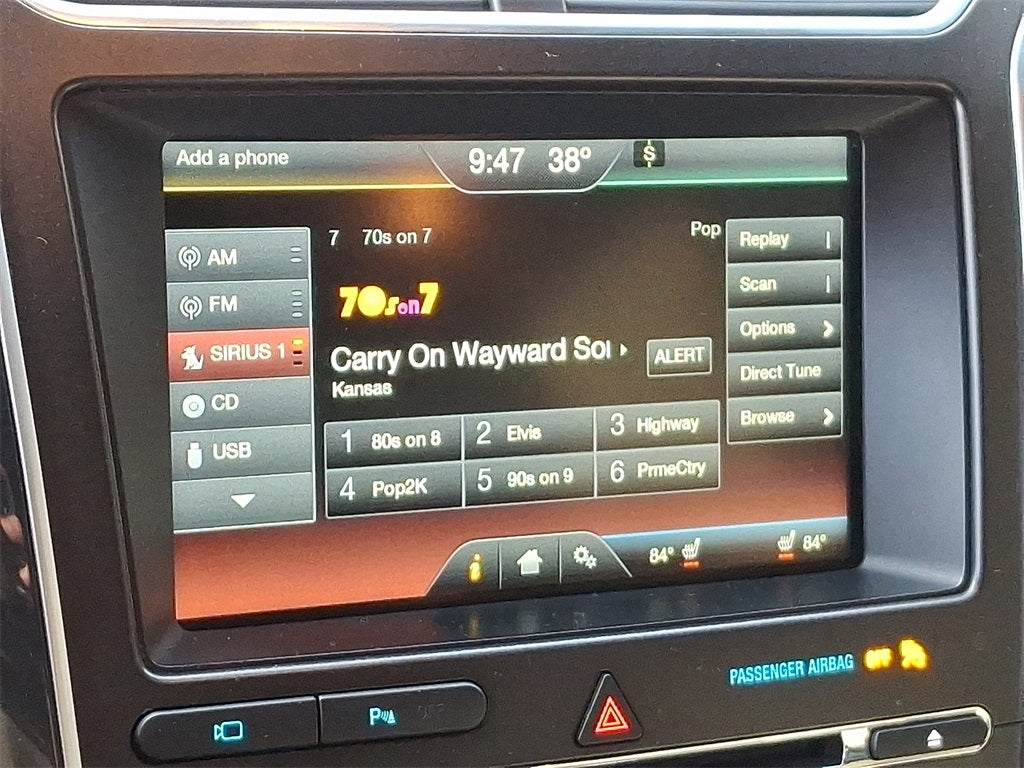 Add a phone
9:47 38°
S
AM
FM
SIRIUS 1
CD
USB
7 70s on 7
Pop
70s on 7
Carry On Wayward So
Kansas
ALERT
1 80s on 8
2 Elvis
3 Highway
4 Pop2K
5 90s on 9
6 PrmeCtry
Replay
Scan
Options
Direct Tune
Browse
i
84°
84°
PASSENGER AIRBAG OFF
P OFF